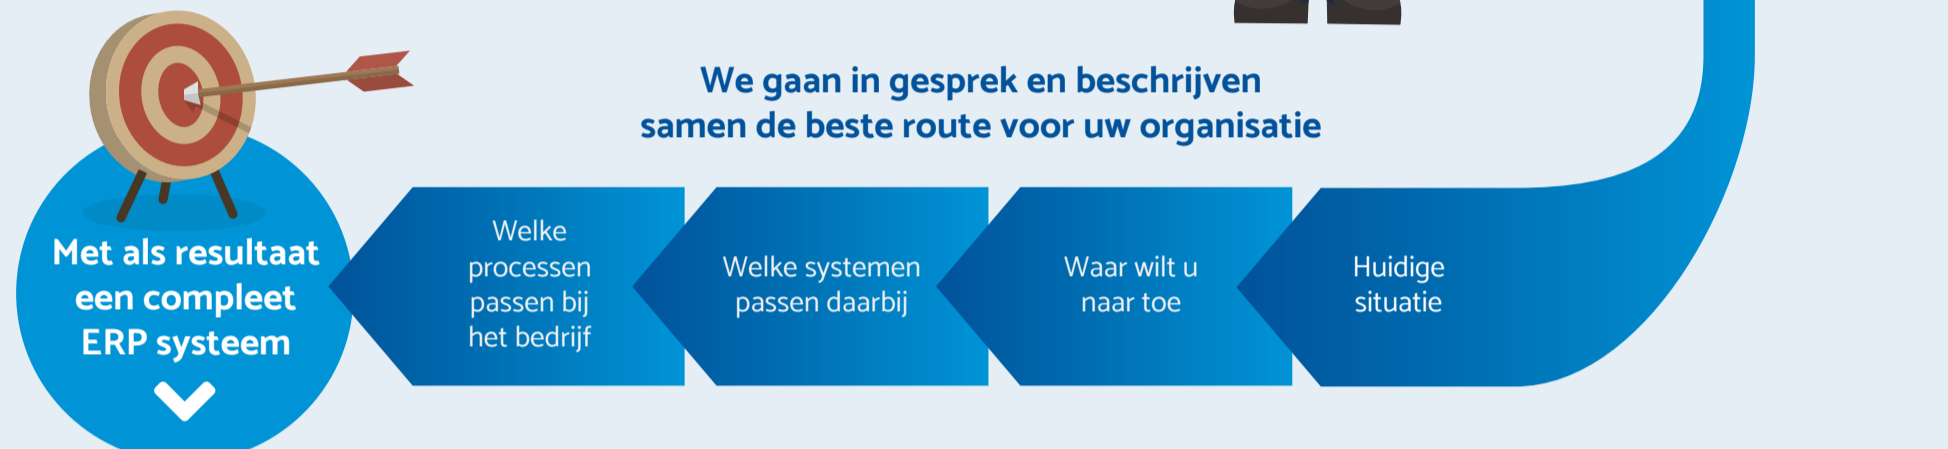 We gaan in gesprek en beschrijven
samen de beste route voor uw organisatie
Met als resultaat
een compleet
ERP systeem
Welke
processen
passen bij
het bedrijf
Welke systemen
passen daarbij
Waar wilt u
naar toe
Huidige
situatie